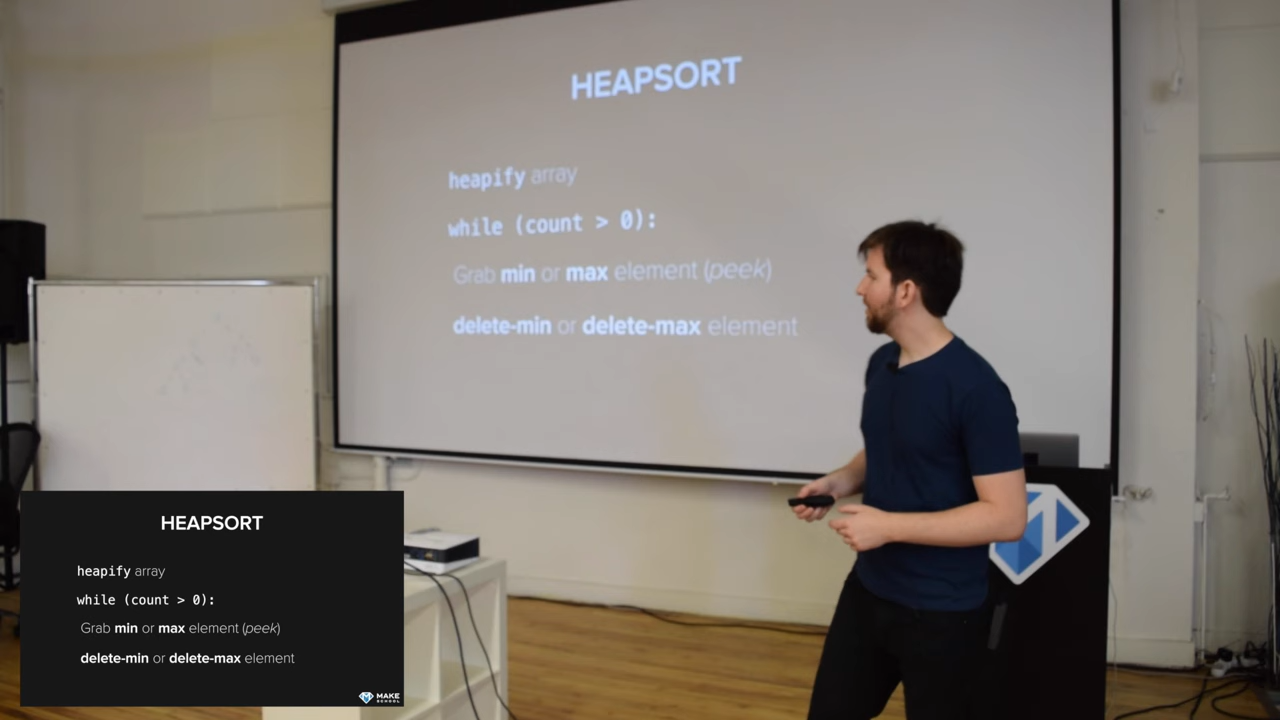 HEAPSORT
heapify array
while (count > 0):
Grab min or max element (peek)
delete-min or delete-max element
HEAPSORT
heapify array
while (count > 0):
Grab min or max element (peek)
delete-min or delete-max element
MAKE
SCHOOL